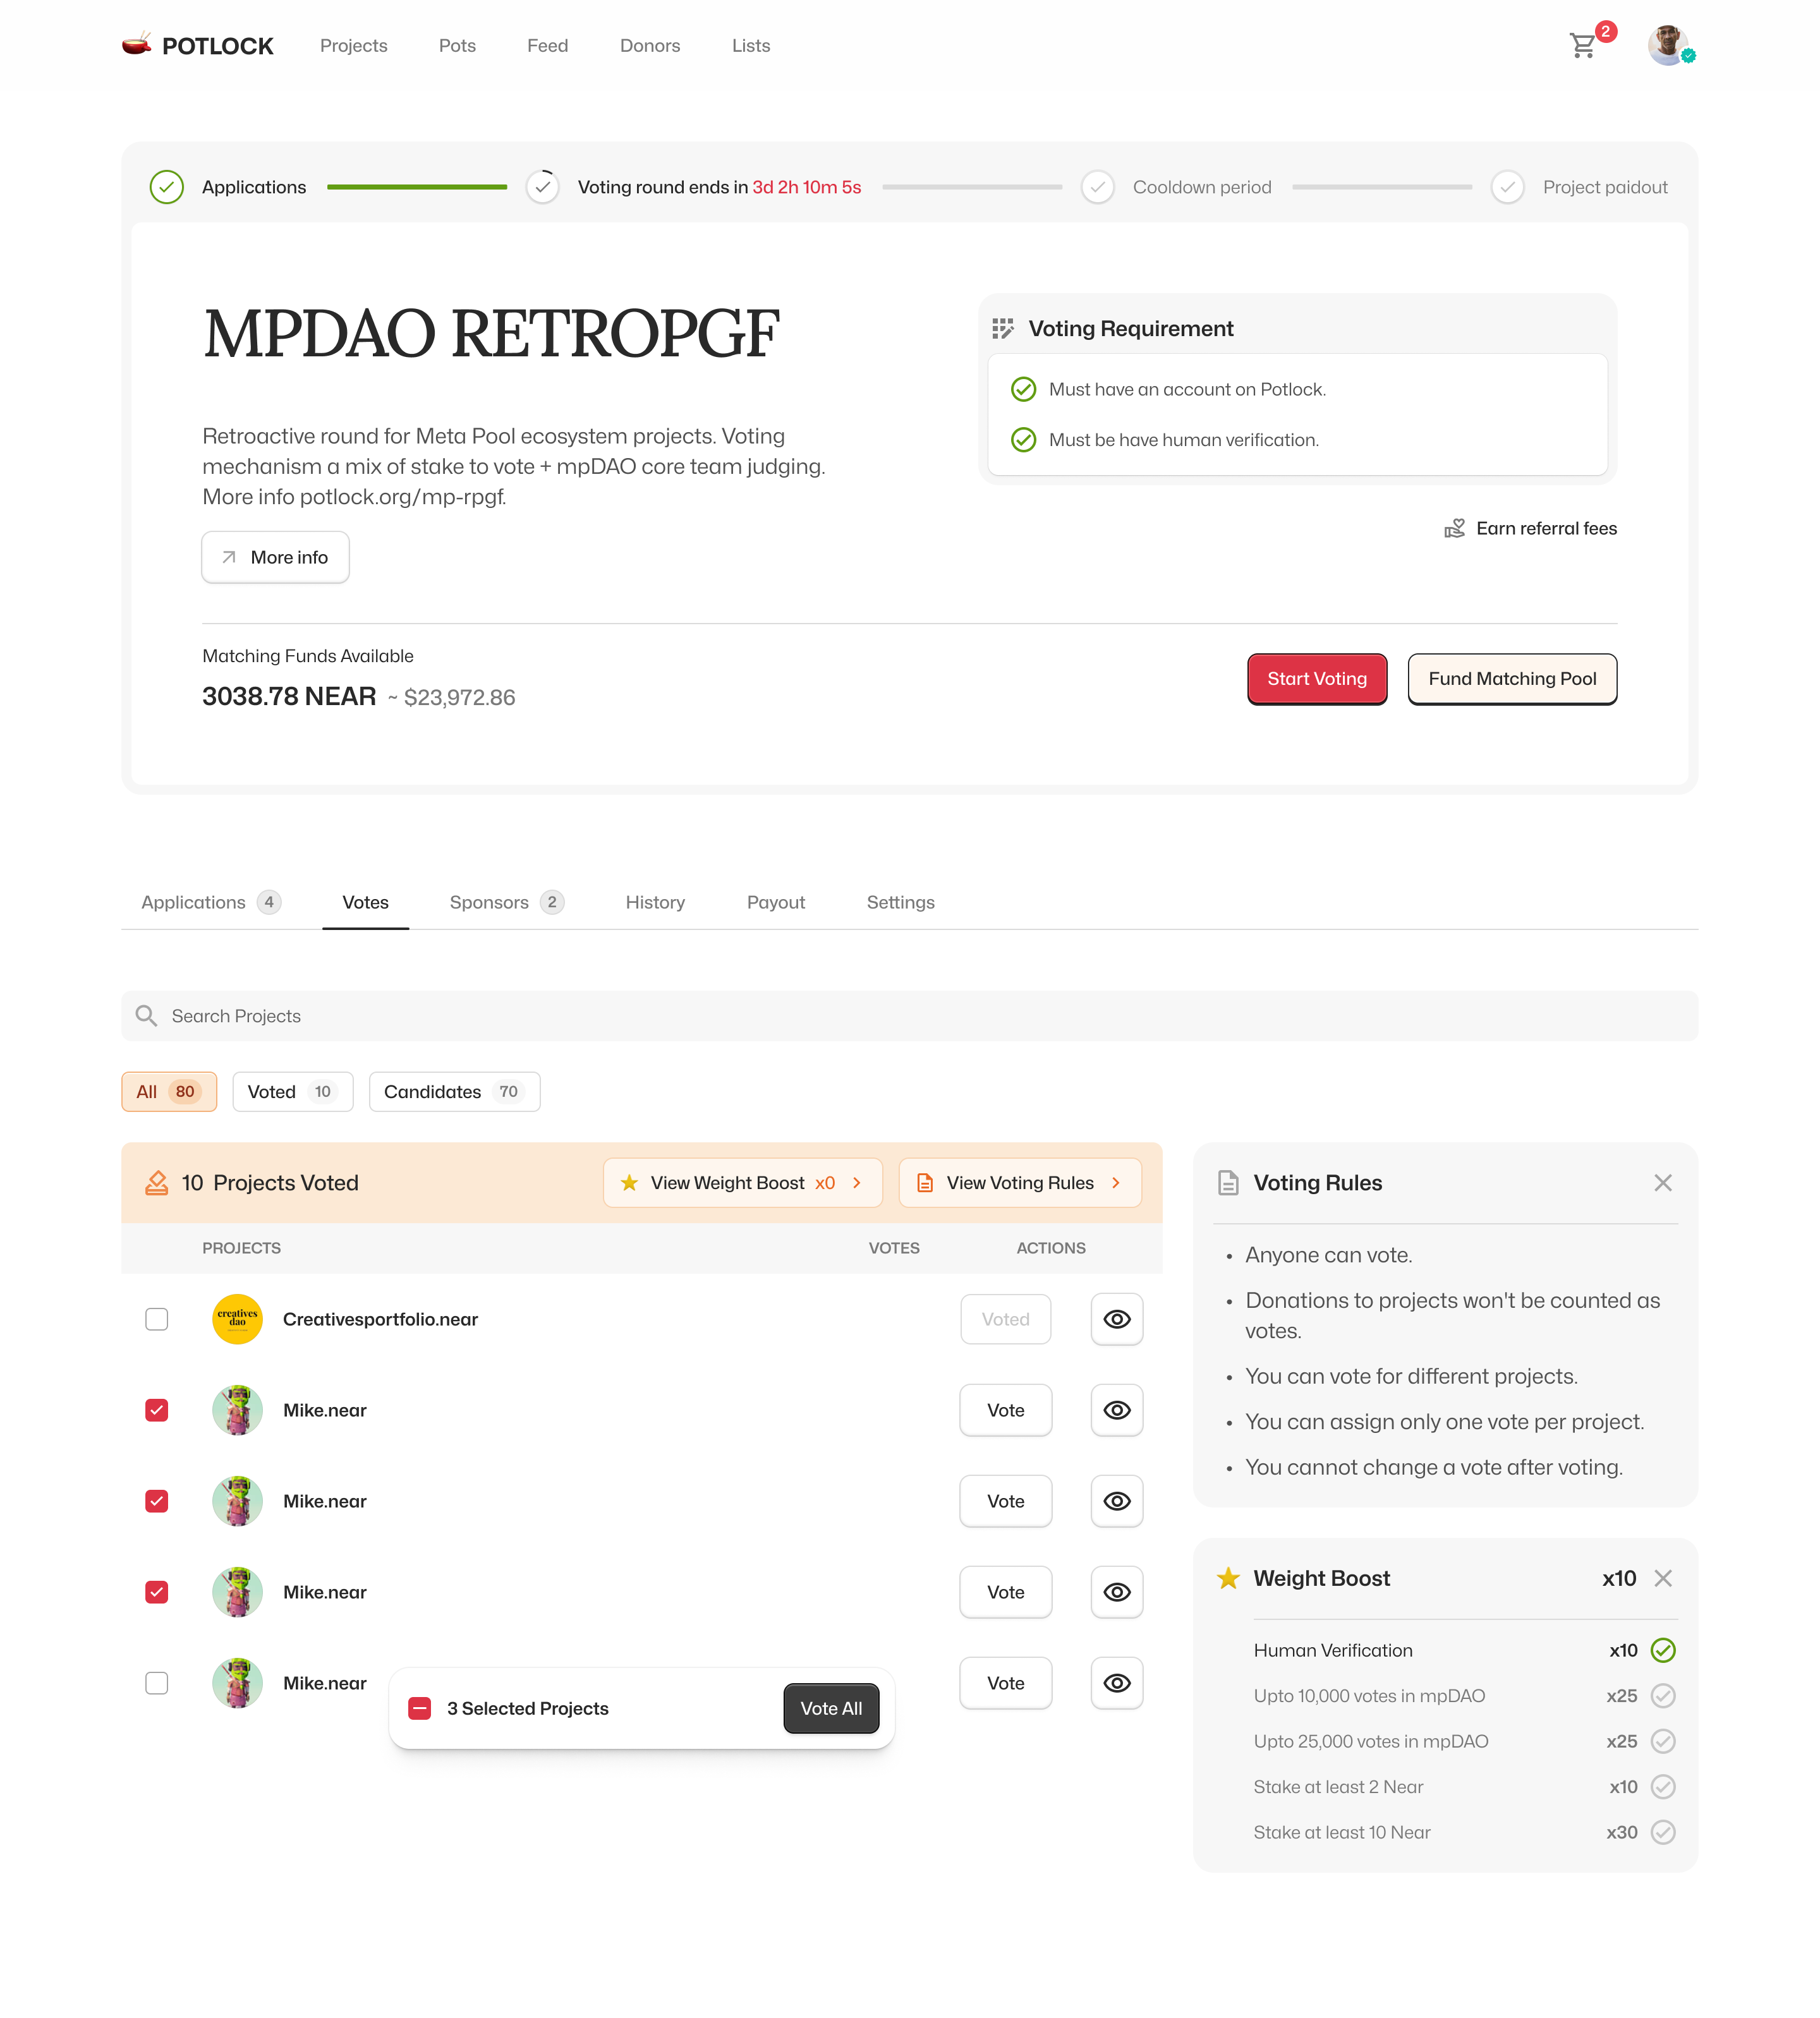 POTLOCK
Projects
Pots
Feed
Donors
Lists
2
Applications
Voting round ends in 3d 2h 10m 5s
Cooldown period
Project paidout
MPDAO RETROPGF
Retroactive round for Meta Pool ecosystem projects. Voting
mechanism a mix of stake to vote + mpDAO core team judging.
More info potlock.org/mp-rpgf.
More info
Voting Requirement
Must have an account on Potlock.
Must be have human verification.
Earn referral fees
Matching Funds Available
3038.78 NEAR ~ $23,972.86
Start Voting
Fund Matching Pool
Applications 4
Votes
Sponsors 2
History
Payout
Settings
Search Projects
All 80
Voted 10
Candidates 70
10 Projects Voted
View Weight Boost x0
View Voting Rules
PROJECTS
VOTES
ACTIONS
creatives
dao
Creativesportfolio.near
Voted
Mike.near
Vote
Mike.near
Vote
Mike.near
Vote
Mike.near
Vote
3 Selected Projects
Vote All
Voting Rules
• Anyone can vote.
• Donations to projects won't be counted as
votes.
• You can vote for different projects.
• You can assign only one vote per project.
• You cannot change a vote after voting.
Weight Boost x10
Human Verification x10
Upto 10,000 votes in mpDAO x25
Upto 25,000 votes in mpDAO x25
Stake at least 2 Near x10
Stake at least 10 Near x30